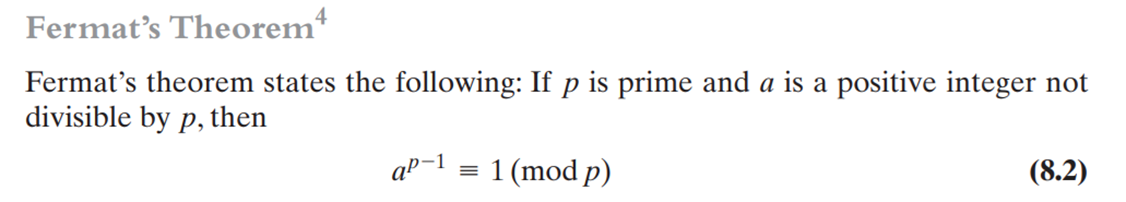 Fermat’s Theorem⁴
Fermat’s theorem states the following: If p is prime and a is a positive integer not
divisible by p, then
aᵖ⁻¹ ≡ 1 (mod p) (8.2)